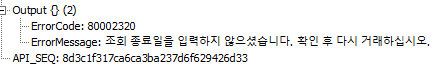 Output {} (2)
ErrorCode: 80002320
ErrorMessage: 조회 종료일을 입력하지 않으셨습니다. 확인 후 다시 거래하십시오.
API_SEQ: 8d3c1f317ca6ca3ba237d6f629426d33